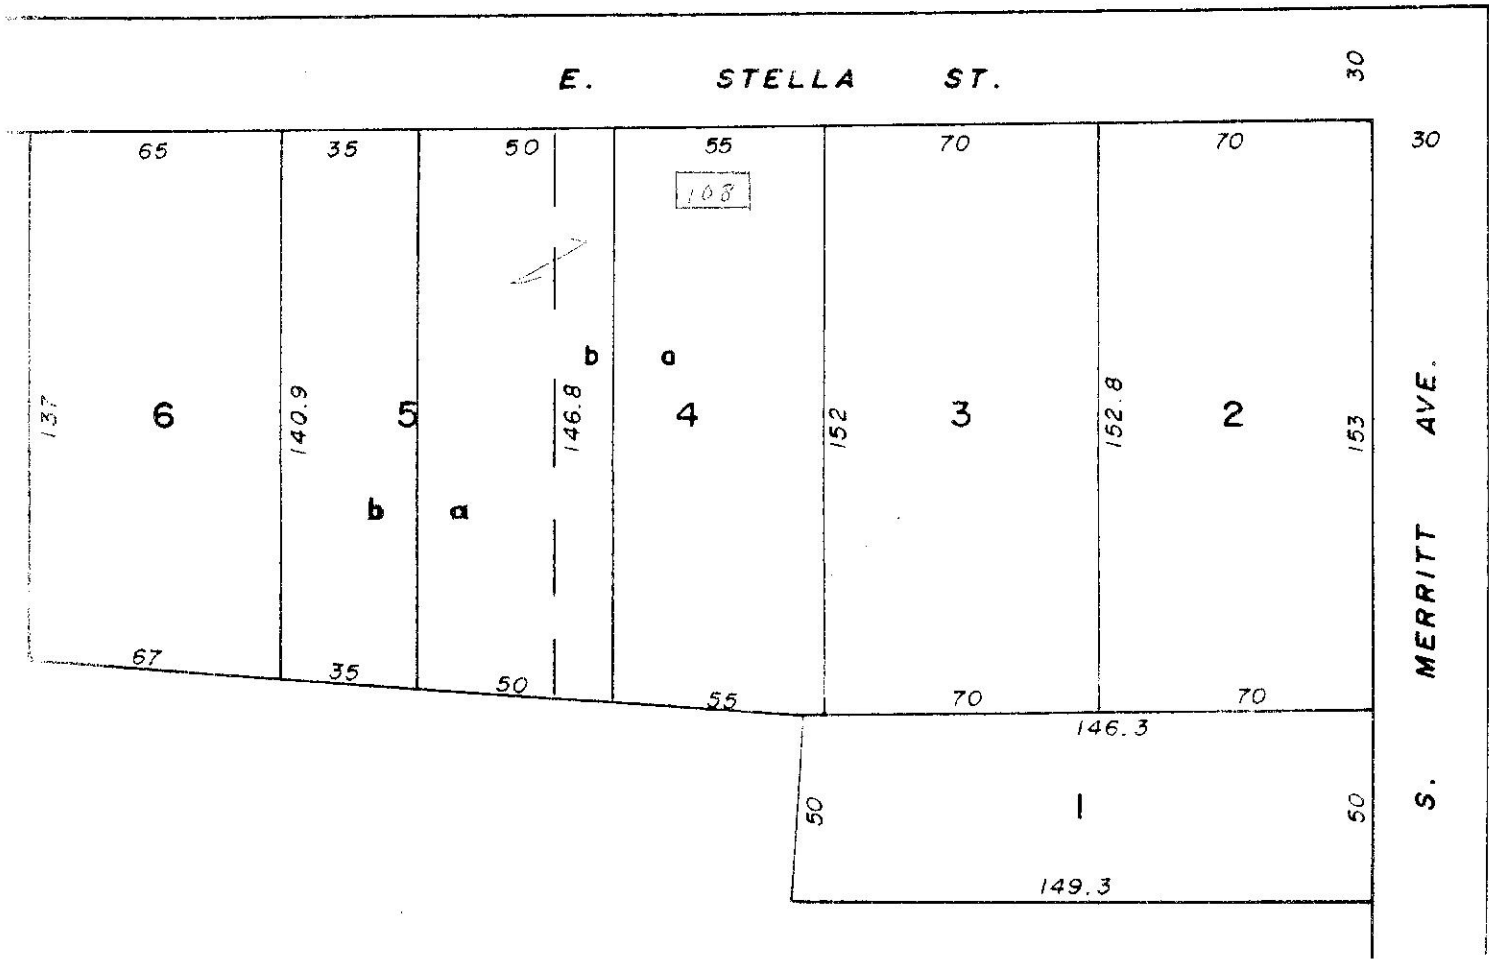 E. STELLA ST.
30
65 35 50 55 70 70 30
108
b a
6 5 4 3 2
137 140.9 146.8 152 152.8 153
b a
67 35 50 55 70 70
146.3
50 1 50
149.3
S. MERRITT AVE.